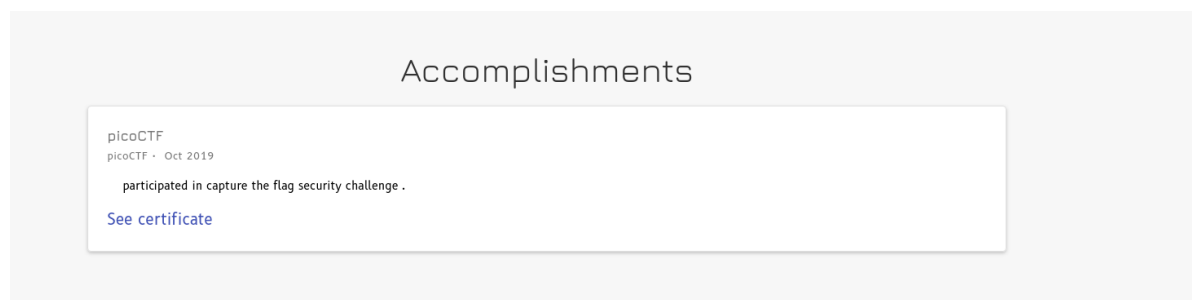 Accomplishments
picoCTF
picoCTF · Oct 2019
participated in capture the flag security challenge .
See certificate